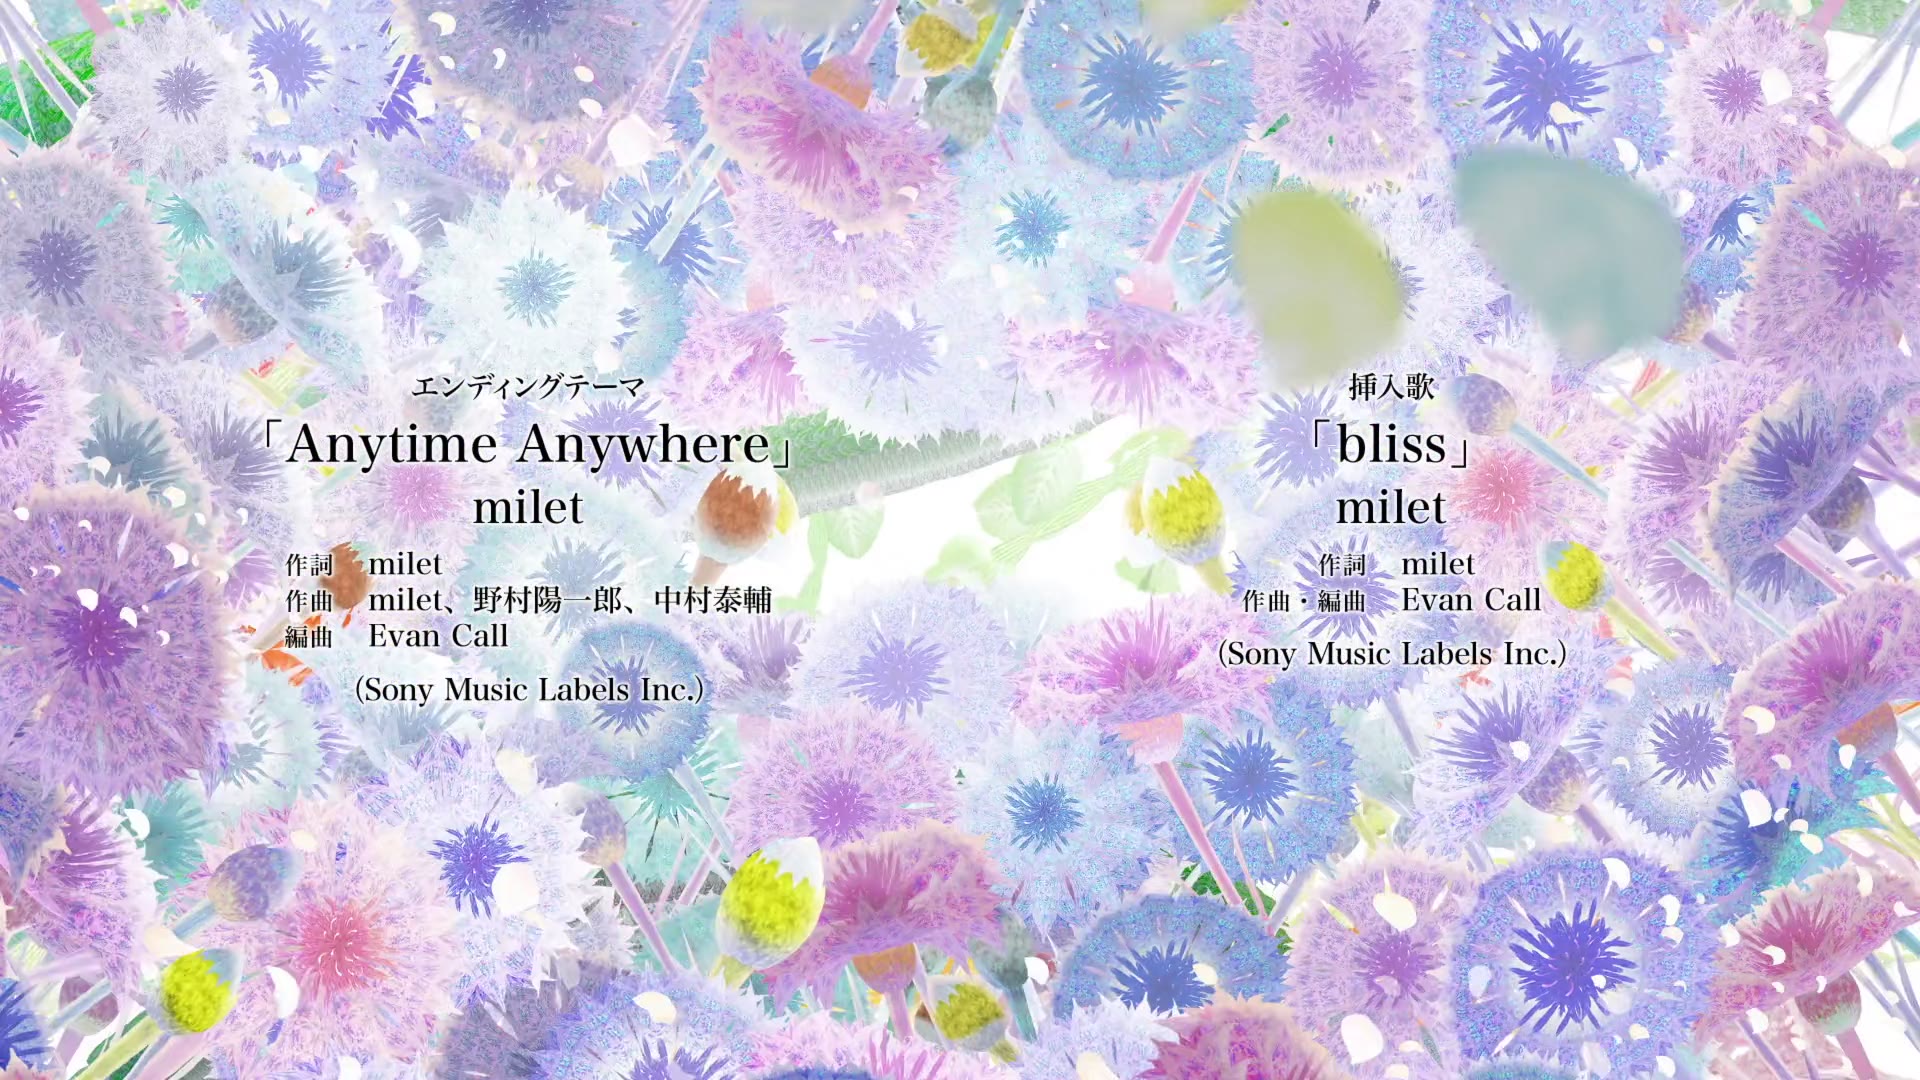 エンディングテーマ
「Anytime Anywhere」
milet
作詞 milet
作曲 milet、野村陽一郎、中村泰輔
編曲 Evan Call
(Sony Music Labels Inc.)
挿入歌
「bliss」
milet
作詞 milet
作曲・編曲 Evan Call
(Sony Music Labels Inc.)